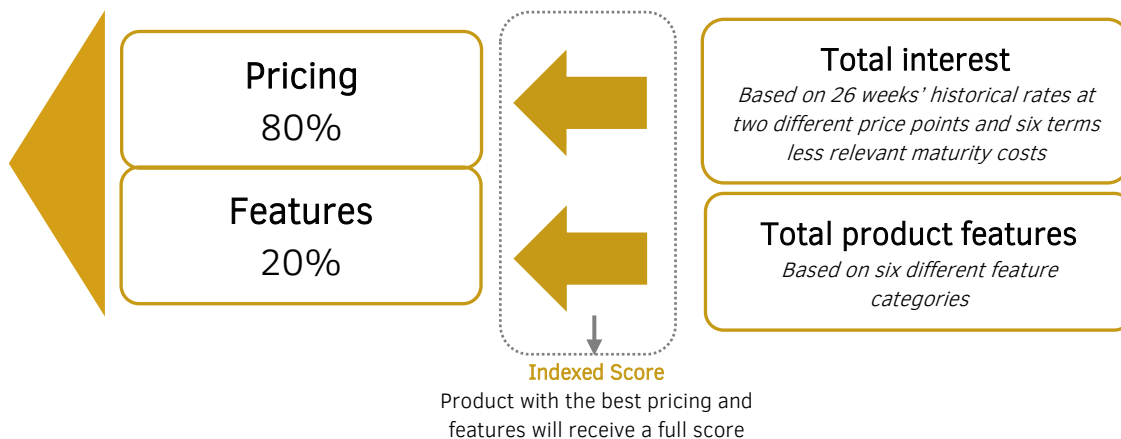 Pricing
80%
Features
20%
Total interest
Based on 26 weeks’ historical rates at
two different price points and six terms
less relevant maturity costs
Total product features
Based on six different feature
categories
Indexed Score
Product with the best pricing and
features will receive a full score